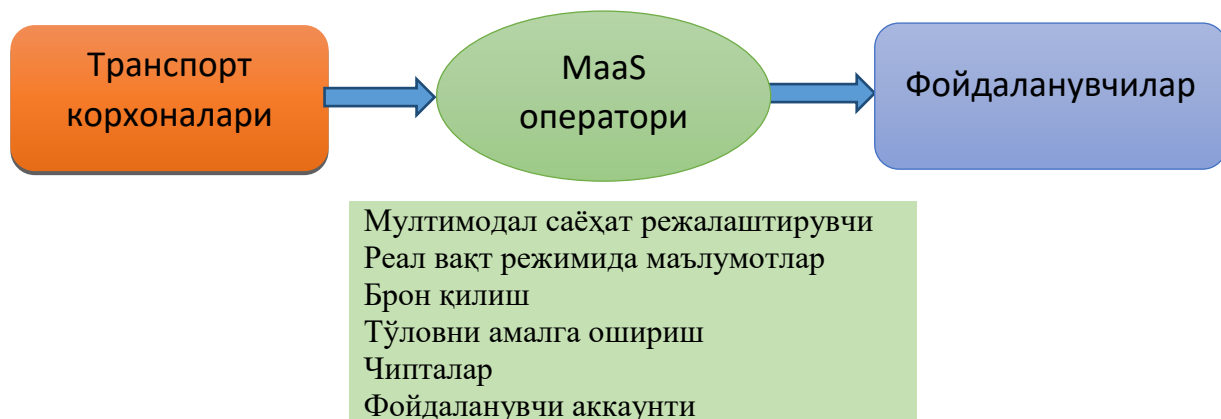 Транспорт
корхоналари
MaaS
оператори
Фойдаланувчилар
Мултимодал саёҳат режалаштирувчи
Реал вақт режимида маълумотлар
Брон қилиш
Тўловни амалга ошириш
Чипталар
Фойдаланувчи аккаунти